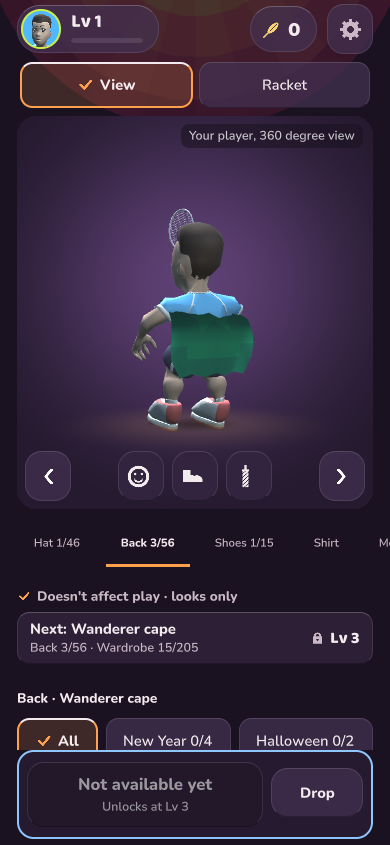 Lv 1
0
View
Racket
Your player, 360 degree view
Hat 1/46
Back 3/56
Shoes 1/15
Shirt
Doesn't affect play · looks only
Next: Wanderer cape
Lv 3
Back 3/56 · Wardrobe 15/205
Back · Wanderer cape
All
New Year 0/4
Halloween 0/2
Not available yet
Unlocks at Lv 3
Drop